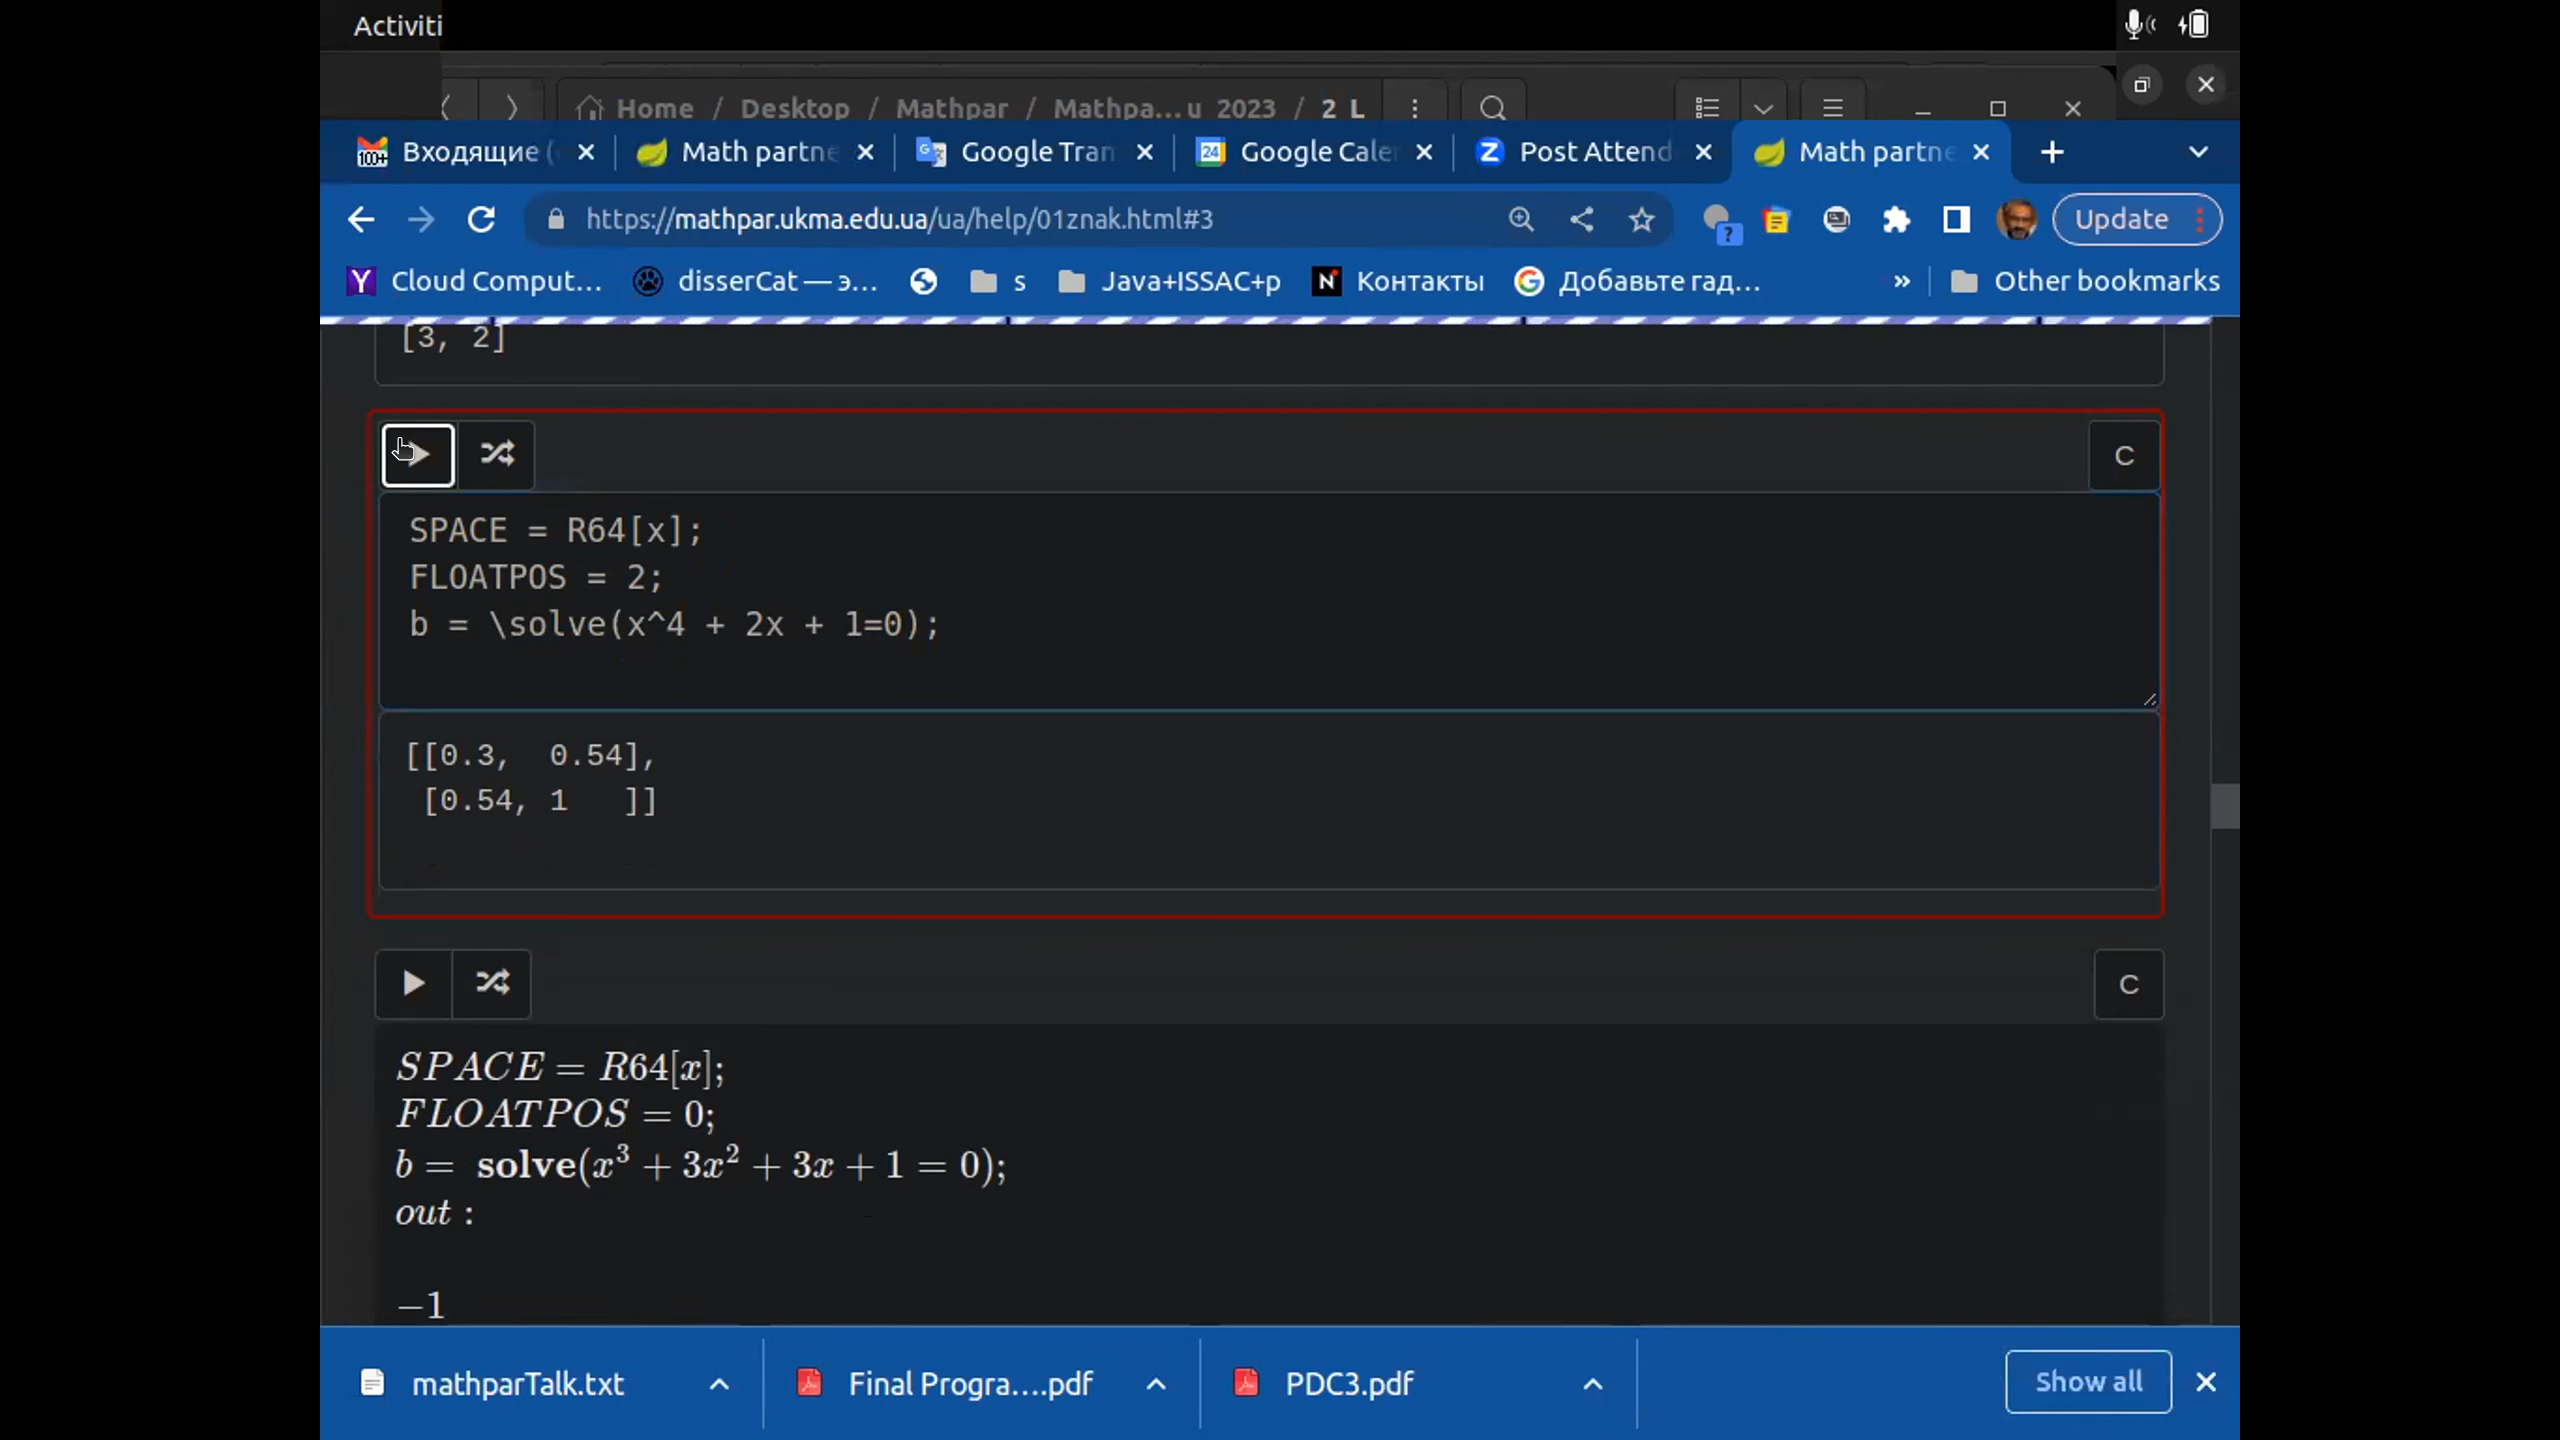 Activiti
Home / Desktop / Mathpar / Mathpa...u 2023 / 2 L
Входящие ( Math partne Google Tran Google Cale Post Attend Math partne
https://mathpar.ukma.edu.ua/ua/help/01znak.html#3 Update
Cloud Comput... disserCat — э... s Java+ISSAC+p Контакты Добавьте гад... » Other bookmarks
[3, 2]
C
SPACE = R64[x];
FLOATPOS = 2;
b = \solve(x^4 + 2x + 1=0);
[[0.3, 0.54],
[0.54, 1 ]]
C
SPACE = R64[x];
FLOATPOS = 0;
b = solve(x³ + 3x² + 3x + 1 = 0);
out :
−1
mathparTalk.txt Final Progra....pdf PDC3.pdf Show all